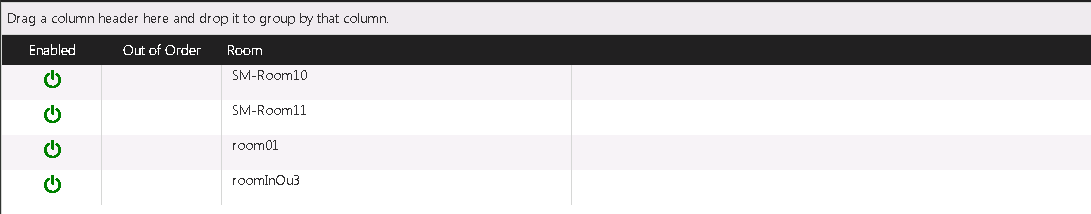 Drag a column header here and drop it to group by that column.
Enabled Out of Order Room
SM-Room10
SM-Room11
room01
roomInOu3